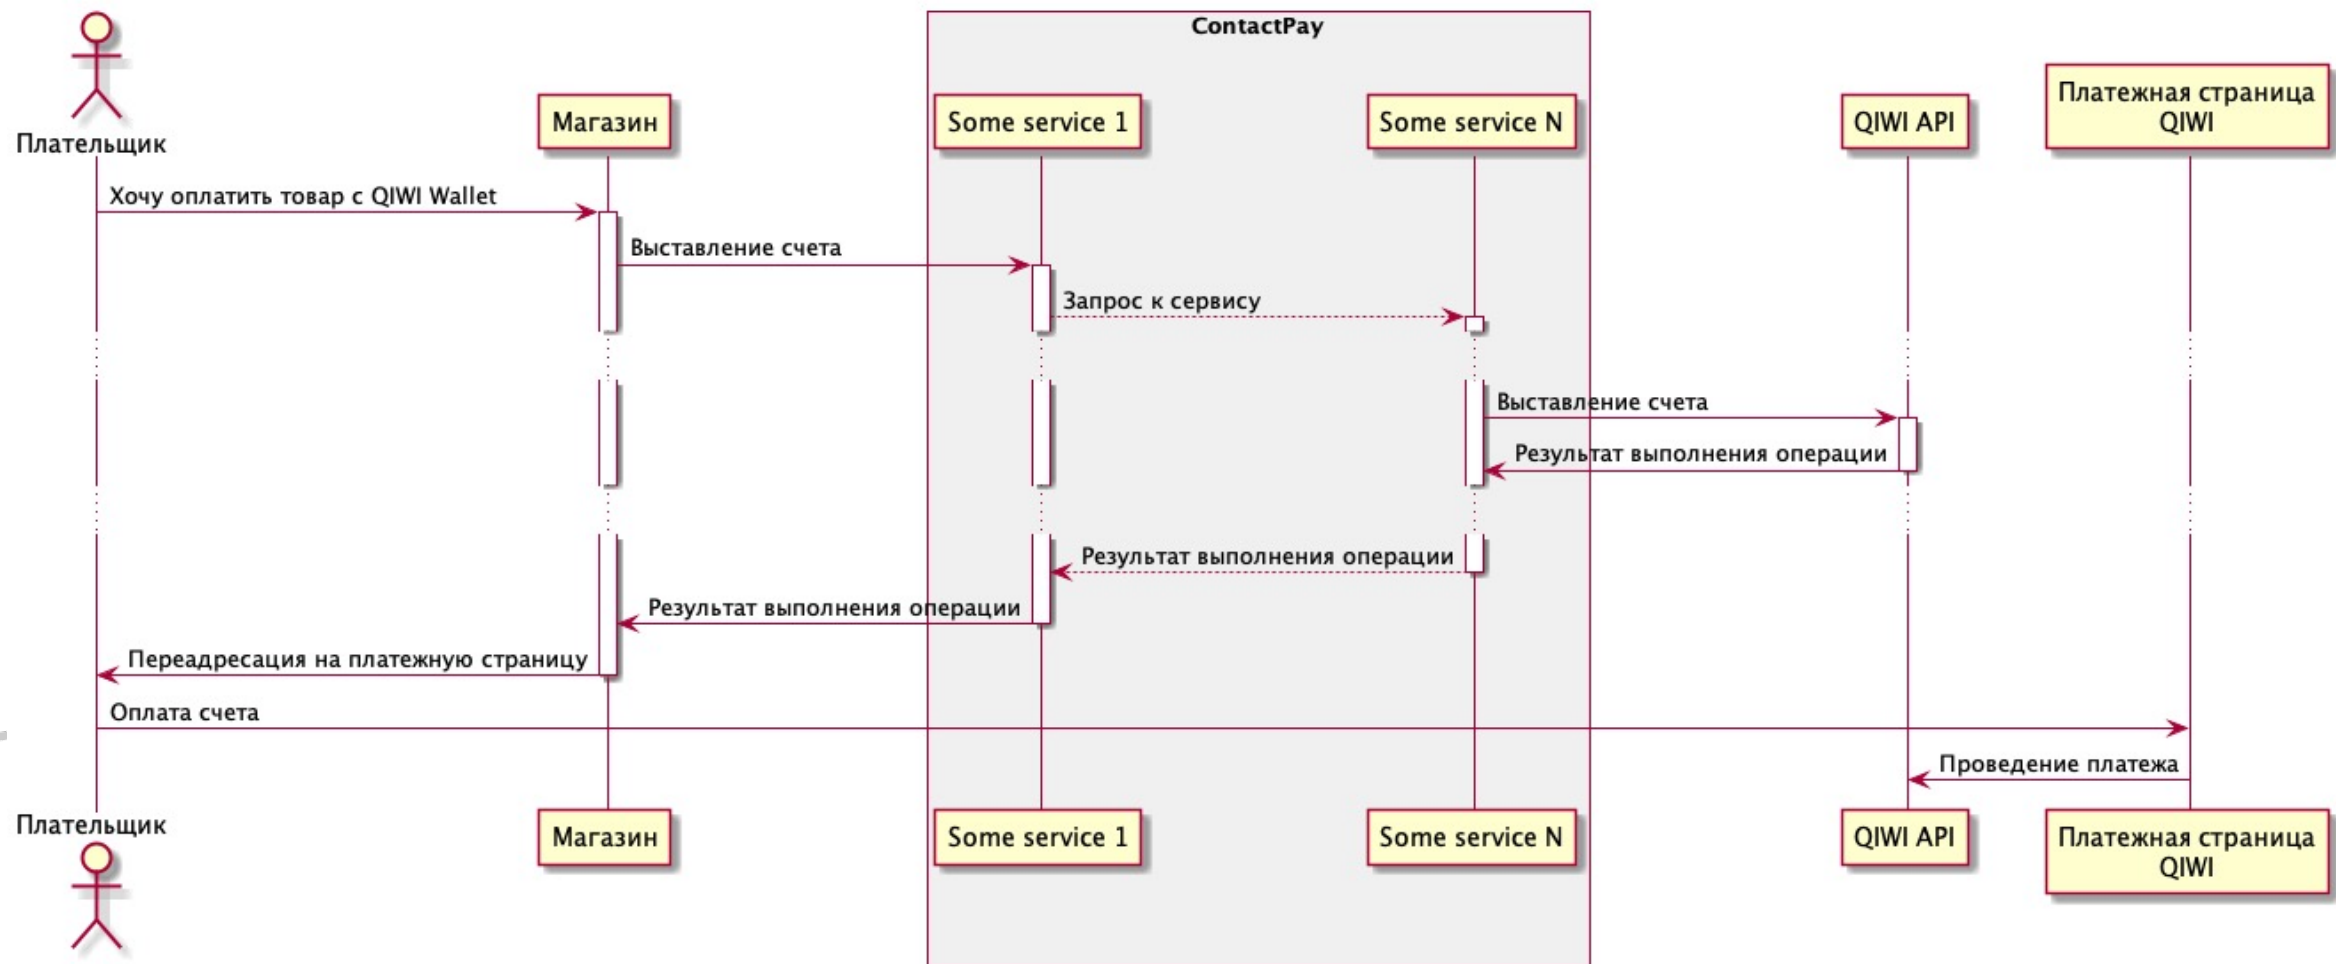 ContactPay
Плательщик
Магазин
Some service 1
Some service N
QIWI API
Платежная страница
QIWI
Хочу оплатить товар с QIWI Wallet
Выставление счета
Запрос к сервису
Выставление счета
Результат выполнения операции
Результат выполнения операции
Результат выполнения операции
Переадресация на платежную страницу
Оплата счета
Проведение платежа
Плательщик
Магазин
Some service 1
Some service N
QIWI API
Платежная страница
QIWI